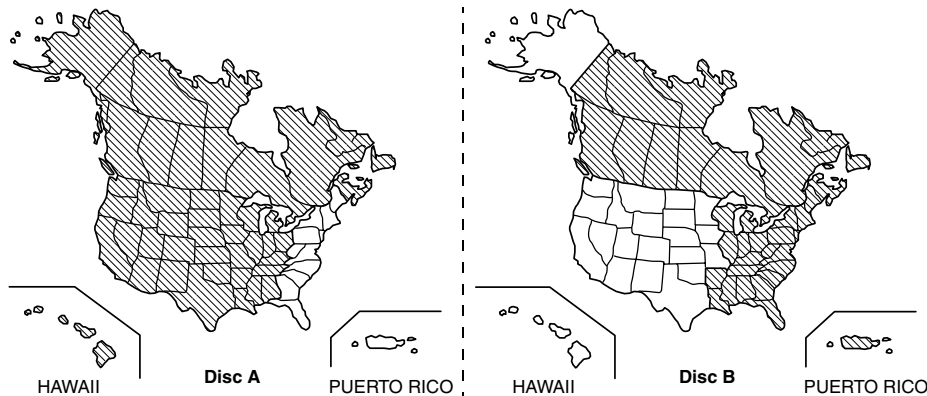 HAWAII
Disc A
PUERTO RICO
HAWAII
Disc B
PUERTO RICO